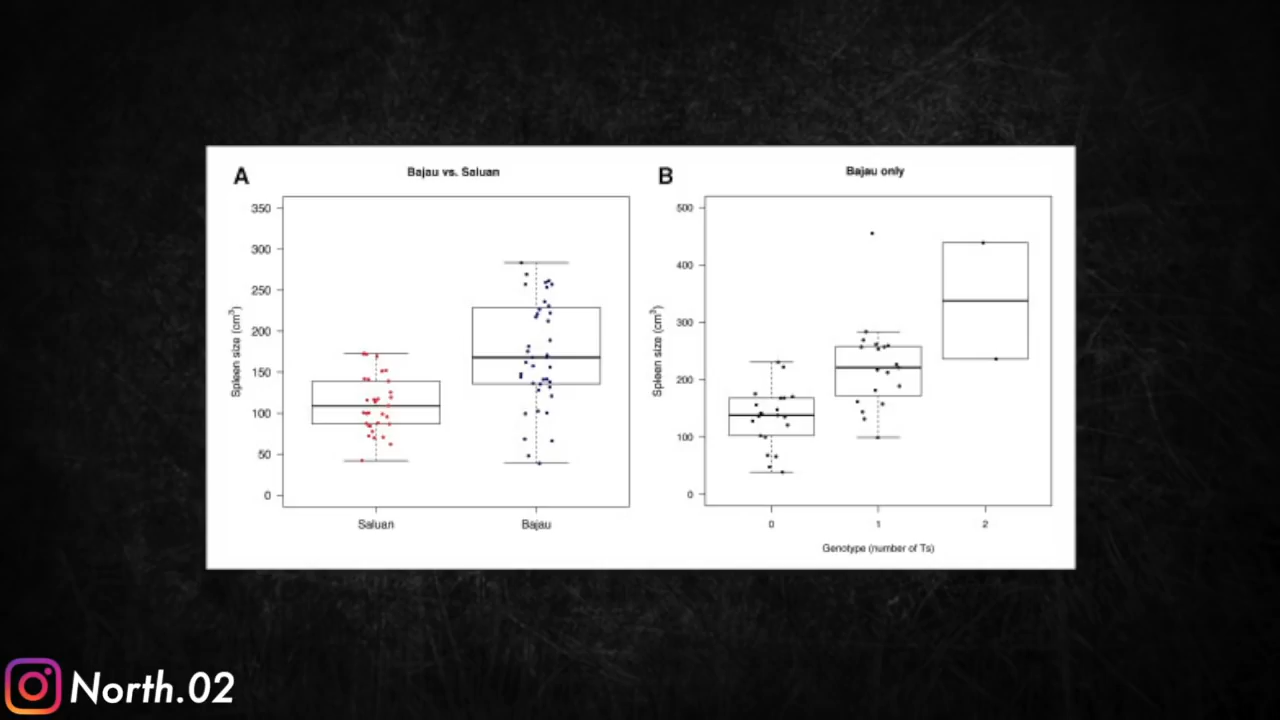 A
Bajau vs. Saluan
Spleen size (cm³)
350
300
250
200
150
100
50
0
Saluan
Bajau
B
Bajau only
Spleen size (cm³)
500
400
300
200
100
0
0
1
2
Genotype (number of Ts)
North.02